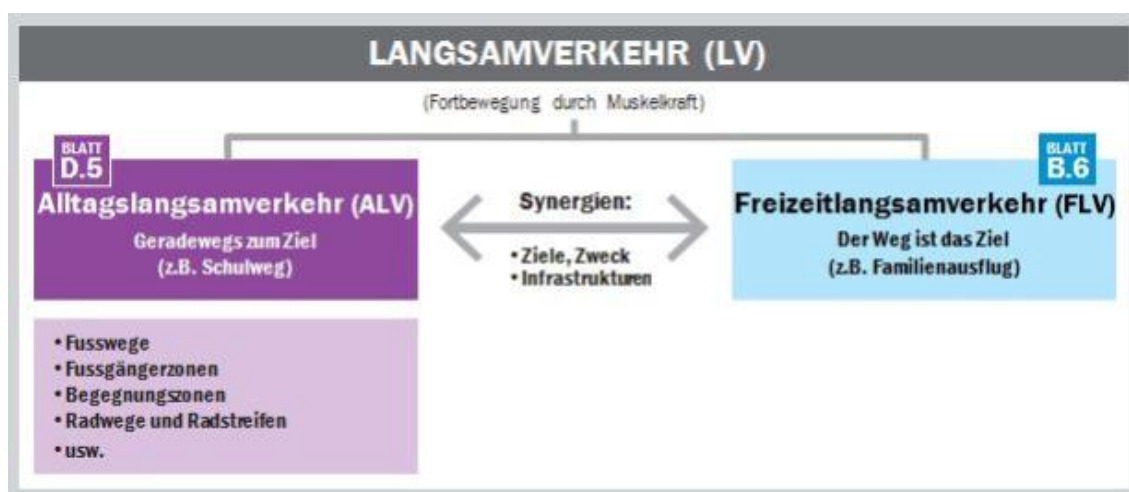 LANGSAMVERKEHR (LV)
(Fortbewegung durch Muskelkraft)
BLATT
D.5
Alltagslangsamverkehr (ALV)
Geradewegs zum Ziel
(z.B. Schulweg)
Synergien:
• Ziele, Zweck
• Infrastrukturen
BLATT
B.6
Freizeitlangsamverkehr (FLV)
Der Weg ist das Ziel
(z.B. Familienausflug)
• Fusswege
• Fussgängerzonen
• Begegnungszonen
• Radwege und Radstreifen
• usw.